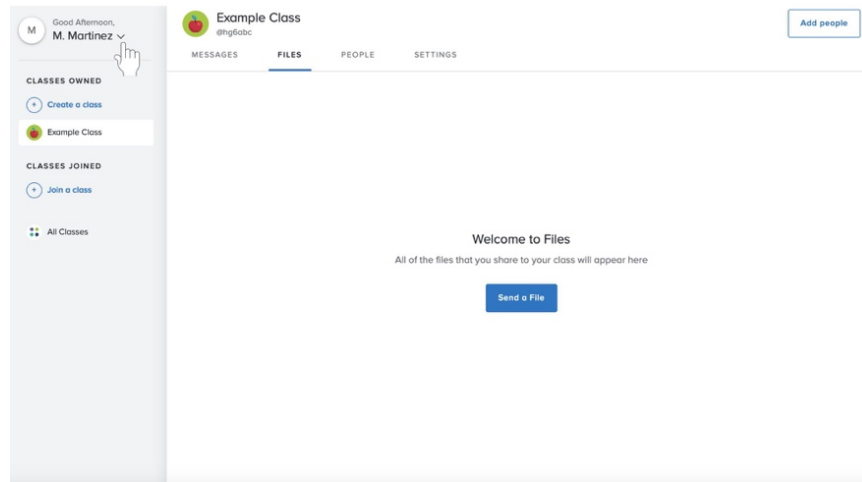 M
Good Afternoon,
M. Martinez
CLASSES OWNED
+ Create a class
Example Class
CLASSES JOINED
+ Join a class
All Classes
Example Class
@hg6abc
Add people
MESSAGES FILES PEOPLE SETTINGS
Welcome to Files
All of the files that you share to your class will appear here
Send a File